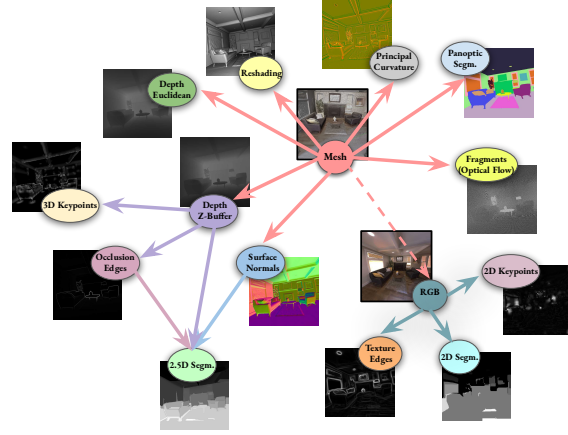 Principal
Curvature
Panoptic
Segm.
Reshading
Depth
Euclidean
Mesh
Fragments
(Optical Flow)
3D Keypoints
Depth
Z-Buffer
Occlusion
Edges
Surface
Normals
2D Keypoints
RGB
Texture
Edges
2D Segm.
2.5D Segm.